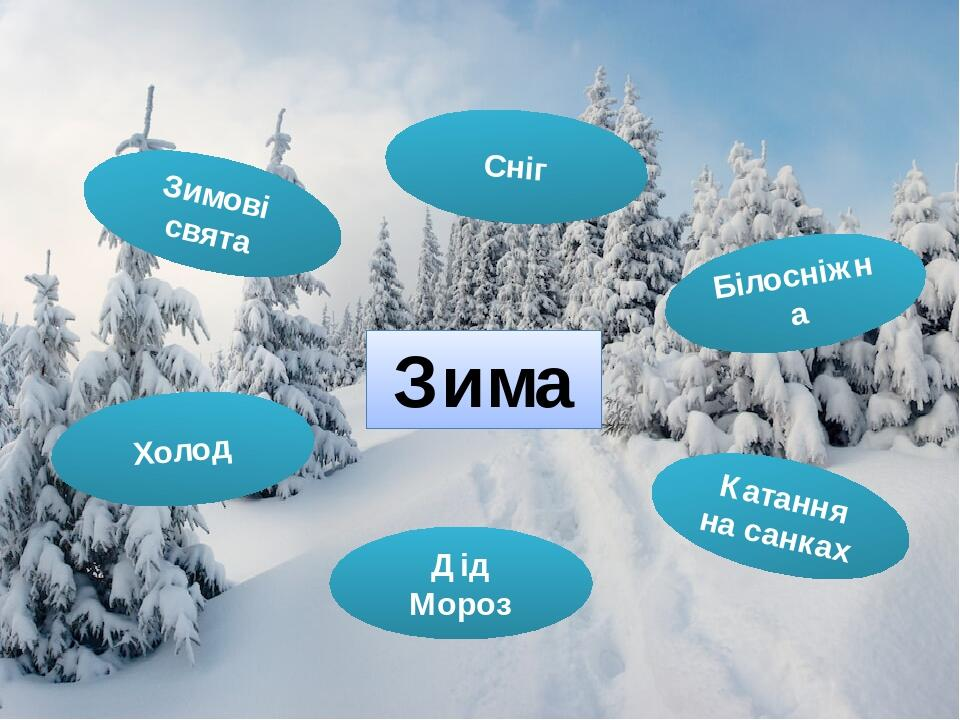 Сніг
Зимові
свята
Білосніжн
а
Зима
Холод
Катання
на санках
Дід
Мороз